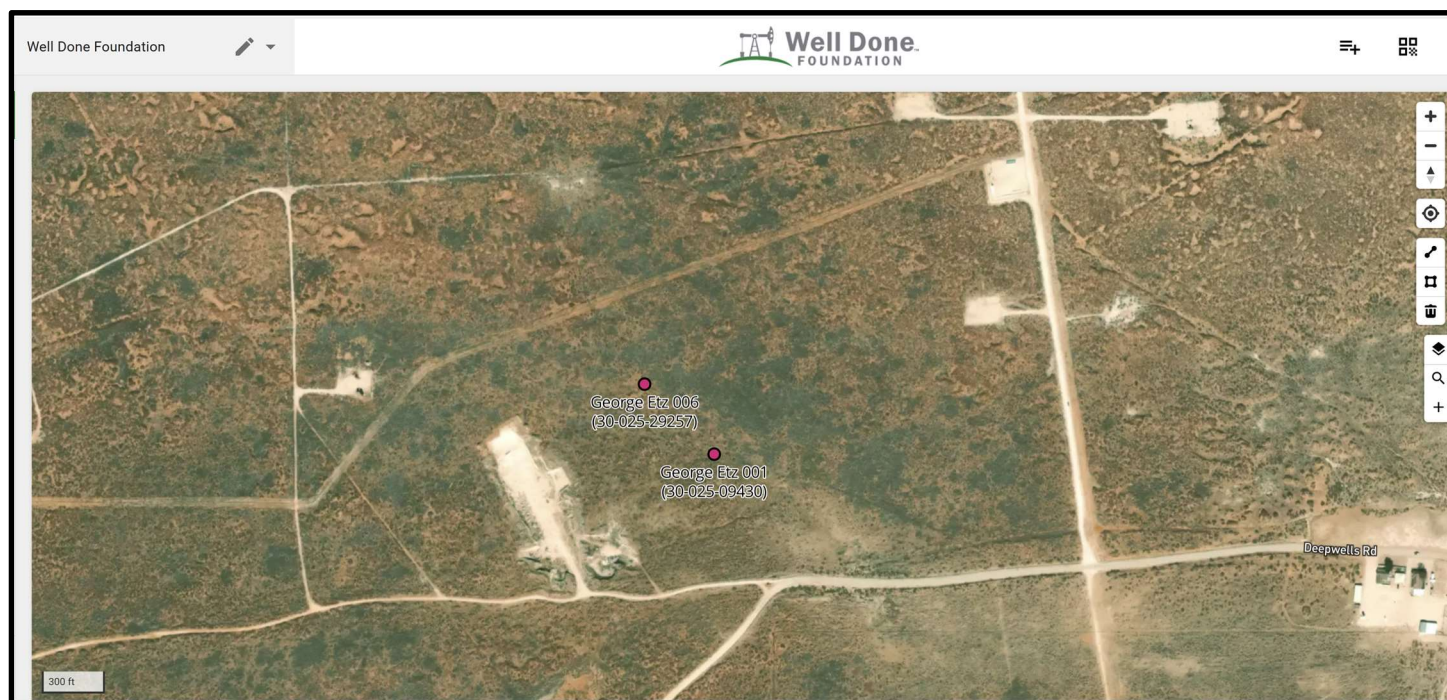 Well Done Foundation
Well Done™
FOUNDATION
George Etz 006
(30-025-29257)
George Etz 001
(30-025-09430)
Deepwells Rd
300 ft